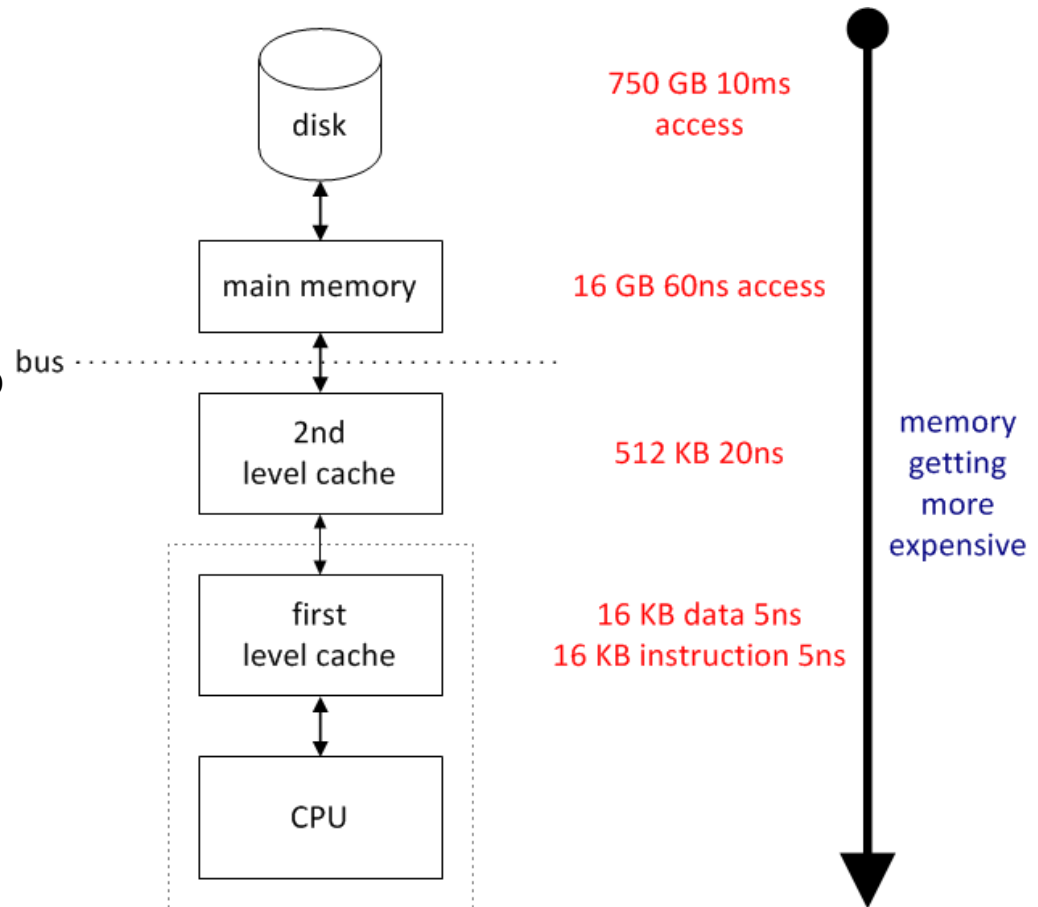 750 GB 10ms
access
disk
main memory
16 GB 60ns access
bus
2nd
level cache
512 KB 20ns
memory
getting
more
expensive
first
level cache
16 KB data 5ns
16 KB instruction 5ns
CPU